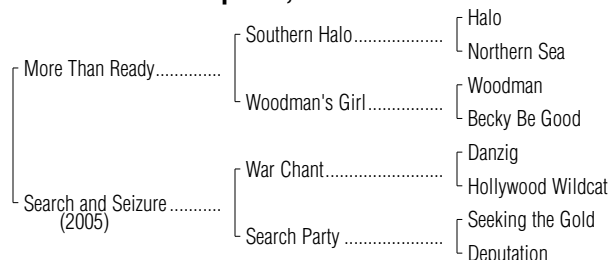 Halo
Southern Halo....................
Northern Sea
More Than Ready..............
Woodman
Woodman's Girl.................
Becky Be Good
Danzig
War Chant.........................
Hollywood Wildcat
Search and Seizure ...........
(2005)
Seeking the Gold
Search Party .....................
Deputation